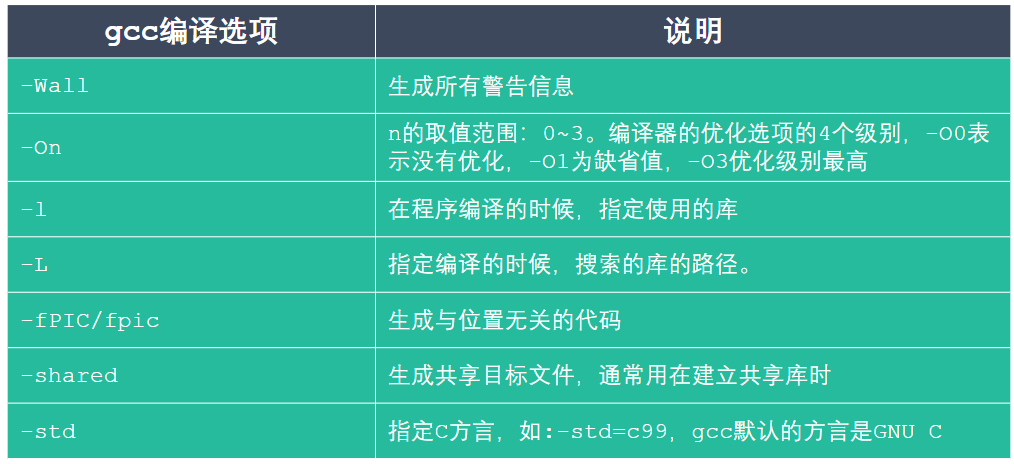 gcc编译选项
说明
-Wall
生成所有警告信息
-On
n的取值范围：0~3。编译器的优化选项的4个级别，-O0表
示没有优化，-O1为缺省值，-O3优化级别最高
-l
在程序编译的时候，指定使用的库
-L
指定编译的时候，搜索的库的路径。
-fPIC/fpic
生成与位置无关的代码
-shared
生成共享目标文件，通常用在建立共享库时
-std
指定C方言，如:-std=c99，gcc默认的方言是GNU C